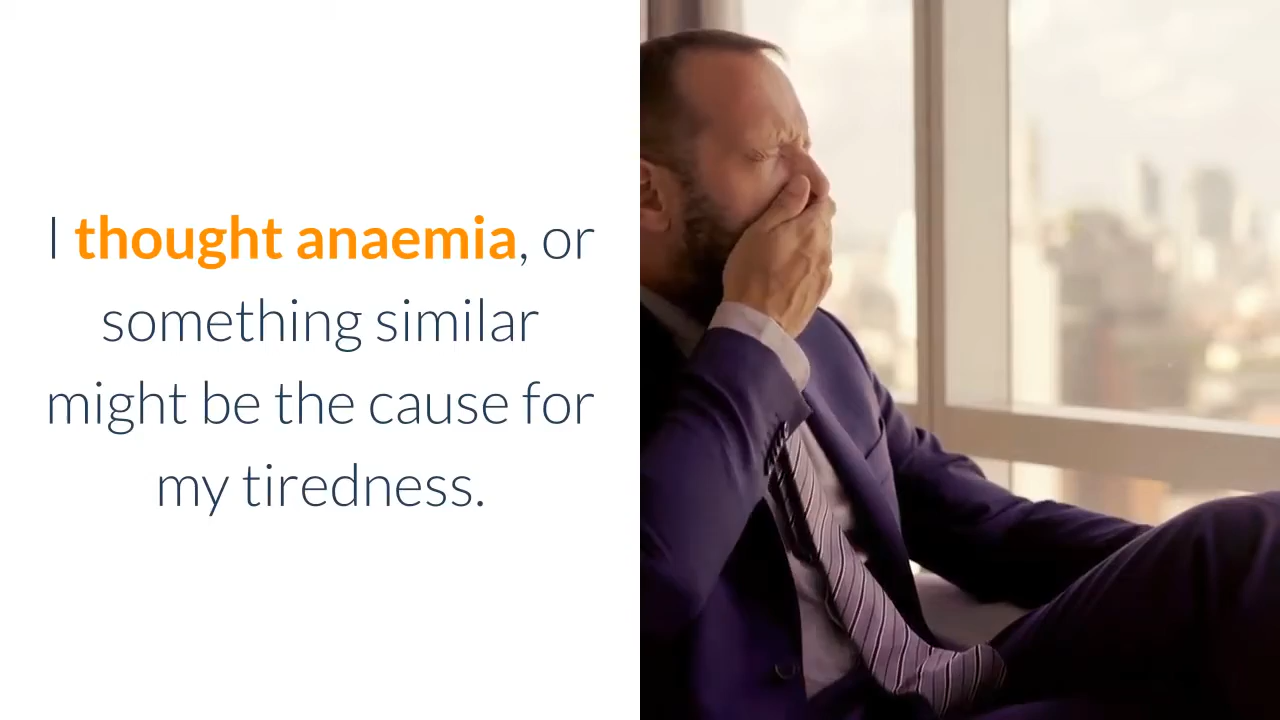 I thought anaemia, or
something similar
might be the cause for
my tiredness.